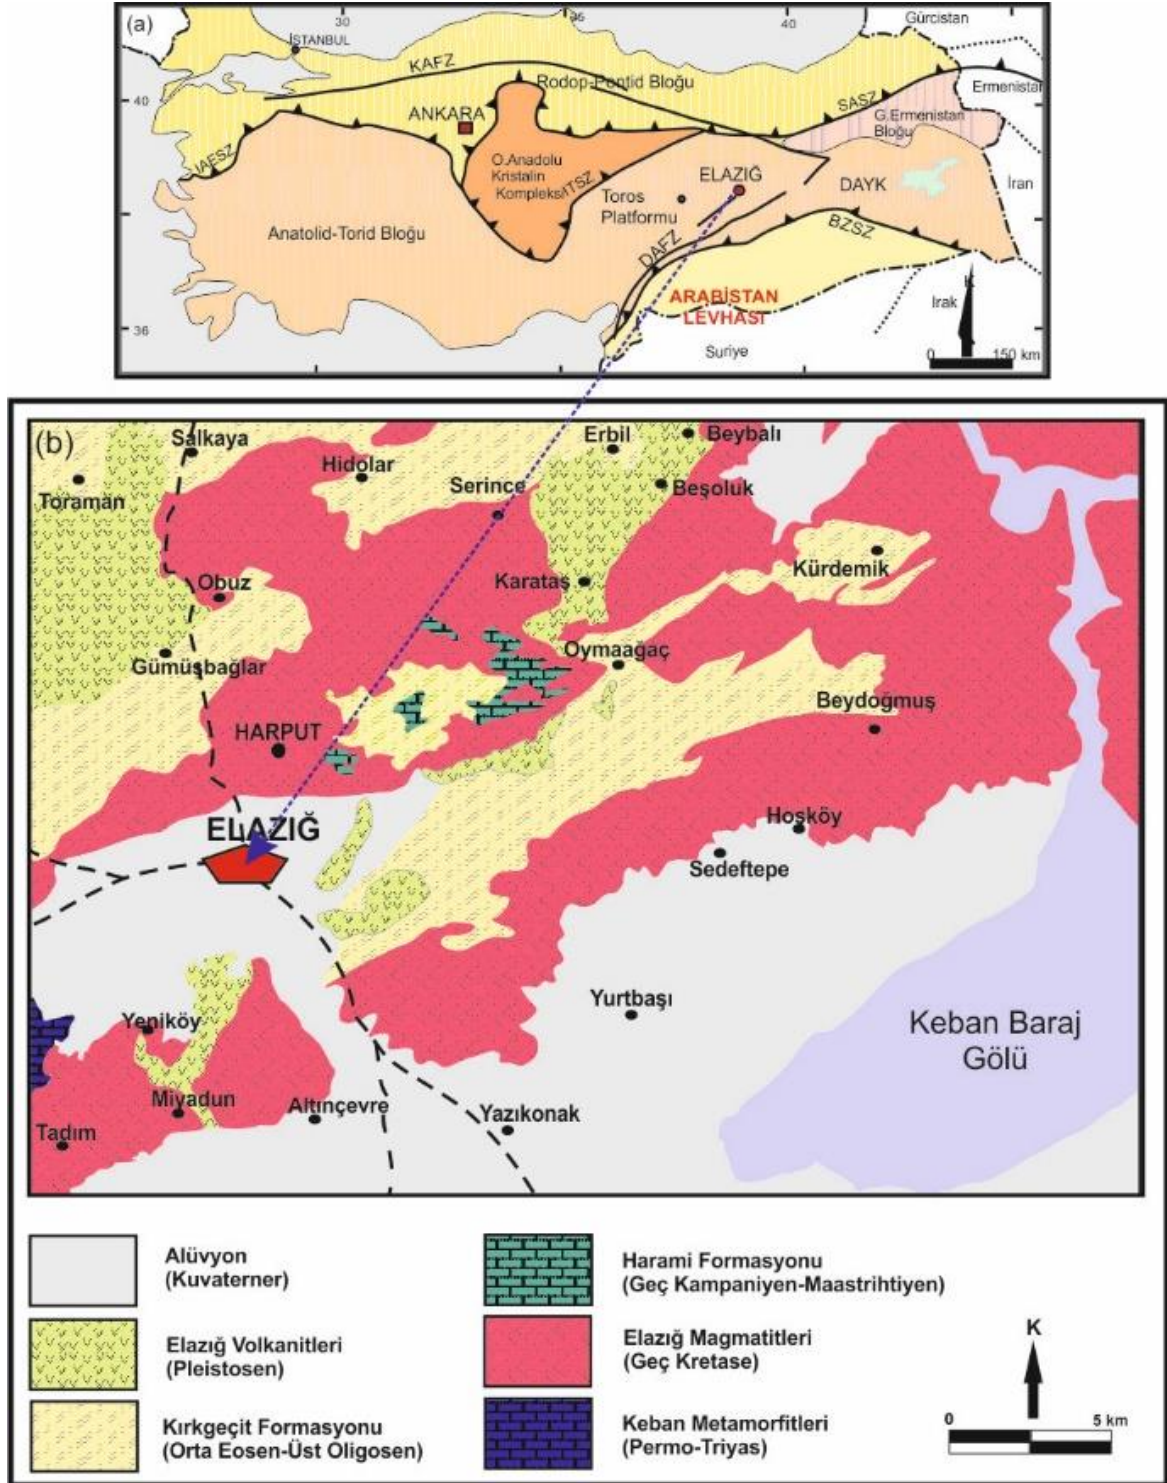 (a)
30
35
40
Gürcistan
İSTANBUL
KAFZ
Rodop-Pontid Bloğu
40
SASZ
Ermenistan
ANKARA
G.Ermenistan
Bloğu
IAESZ
O.Anadolu
Kristalin
Kompleksi
ITSZ
ELAZIĞ
DAYK
İran
Toros
Platformu
Anatolid-Torid Bloğu
BZSZ
DAFZ
ARABİSTAN
LEVHASI
K
Irak
36
Suriye
0 150 km
(b)
Salkaya
Erbil
Beybalı
Hidolar
Toraman
Serince
Beşoluk
Obuz
Karataş
Kürdemik
Gümüşbağlar
Oymaağaç
Beydoğmuş
HARPUT
Hoşköy
ELAZIĞ
Sedeftepe
Yurtbaşı
Yeniköy
Keban Baraj
Gölü
Miyadun
Altınçevre
Yazıkonak
Tadım
Alüvyon
(Kuvaterner)
Elazığ Volkanitleri
(Pleistosen)
Kırkgeçit Formasyonu
(Orta Eosen-Üst Oligosen)
Harami Formasyonu
(Geç Kampaniyen-Maastrihtiyen)
Elazığ Magmatitleri
(Geç Kretase)
Keban Metamorfitleri
(Permo-Triyas)
K
0 5 km